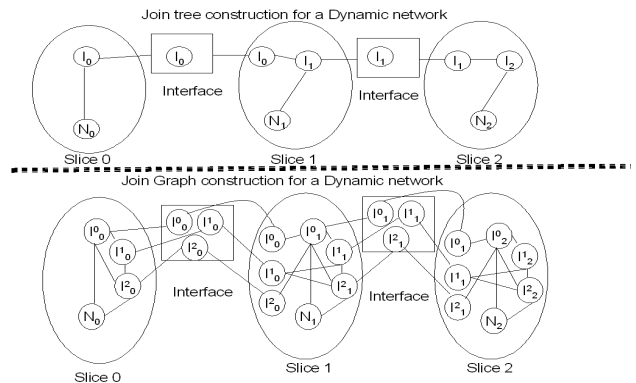 Join tree construction for a Dynamic network
I₀ I₀ I₀ I₁ I₁ I₁ I₂
Interface Interface
N₀ N₁ N₂
Slice 0 Slice 1 Slice 2
Join Graph construction for a Dynamic network
I⁰₀ I⁰₀ I¹₀ I⁰₀ I⁰₁ I⁰₁ I¹₁ I⁰₁ I⁰₂
I¹₀ I²₀ I¹₁ I²₁ I¹₂
I²₀ I¹₀ I²₁ I¹₁ I²₂
Interface I²₀ Interface I²₁
N₀ N₁ N₂
Slice 0 Slice 1 Slice 2